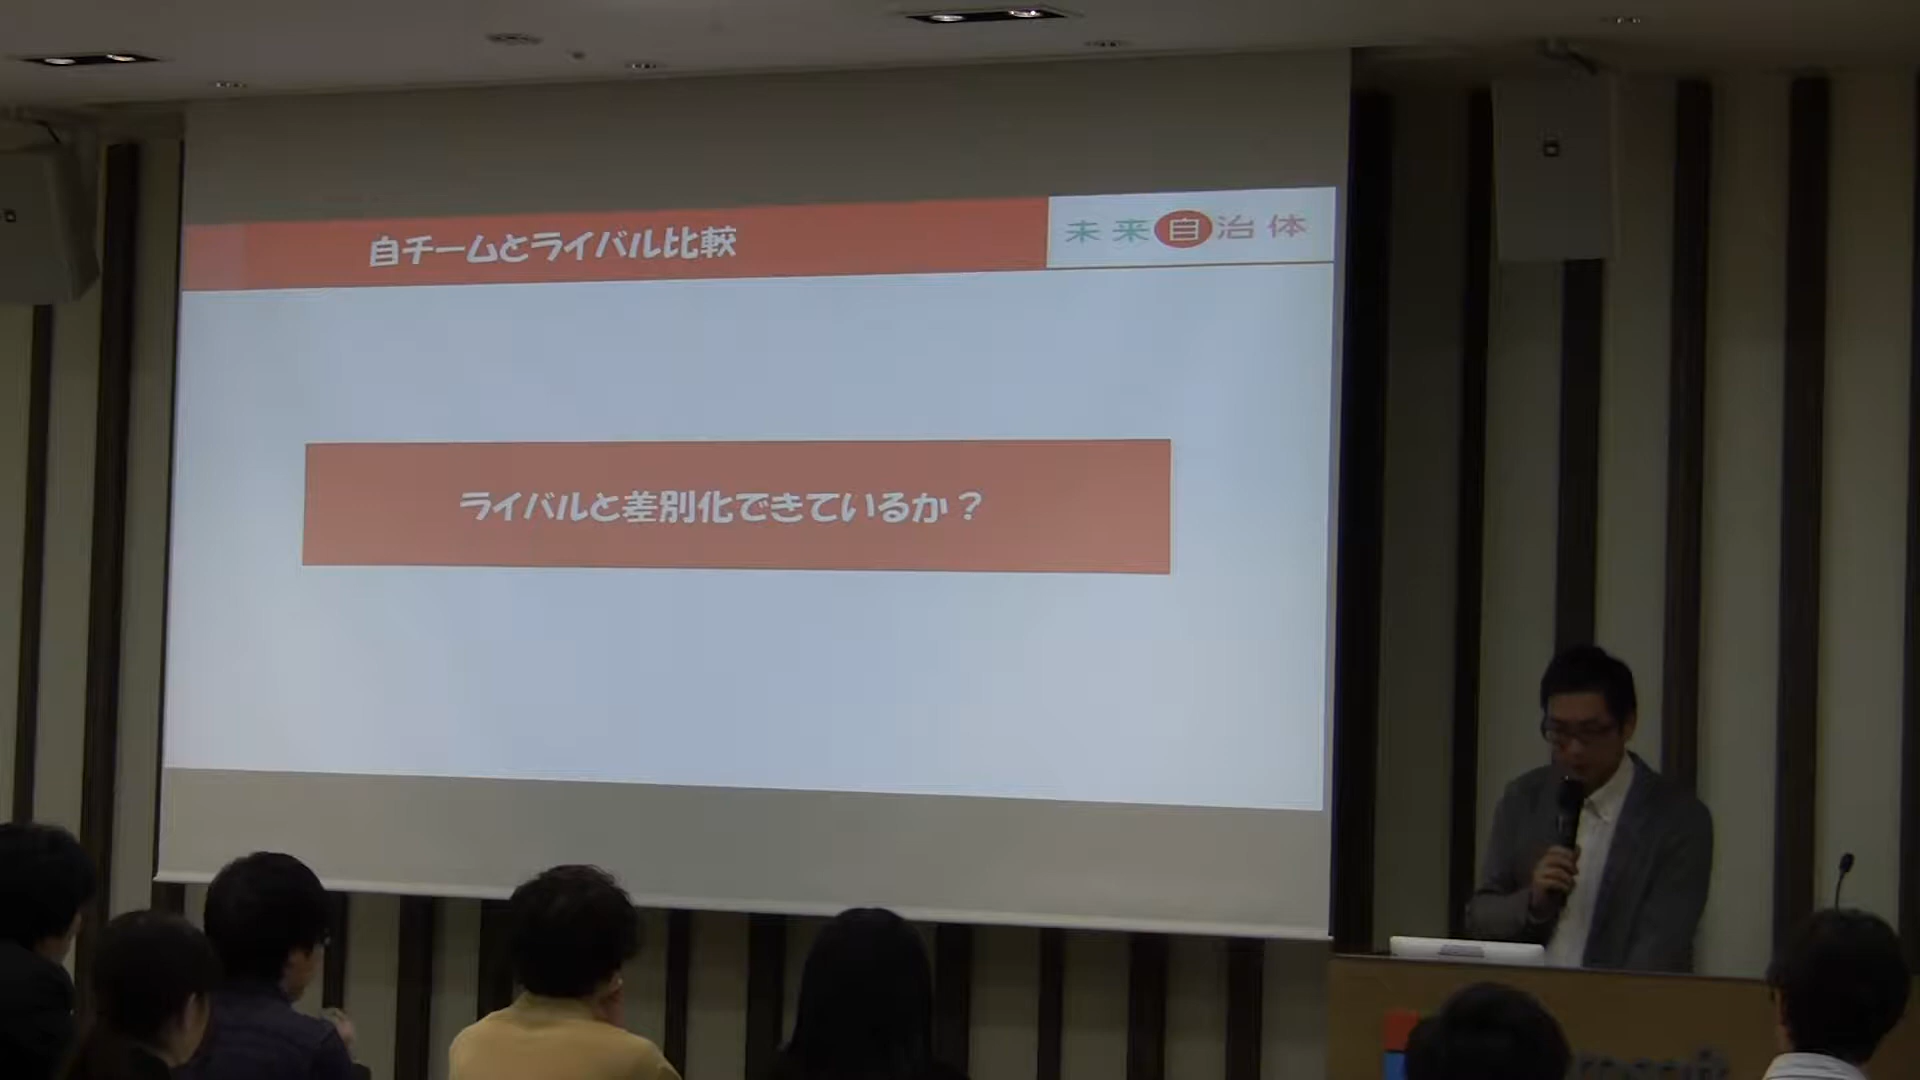 自チームとライバル比較
未来自治体
ライバルと差別化できているか？